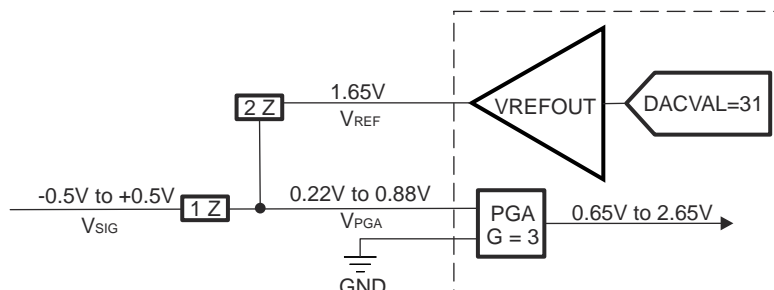 1.65V
VREF
2 Z
VREFOUT
DACVAL=31
-0.5V to +0.5V
VSIG
1 Z
0.22V to 0.88V
VPGA
PGA
G = 3
0.65V to 2.65V
GND